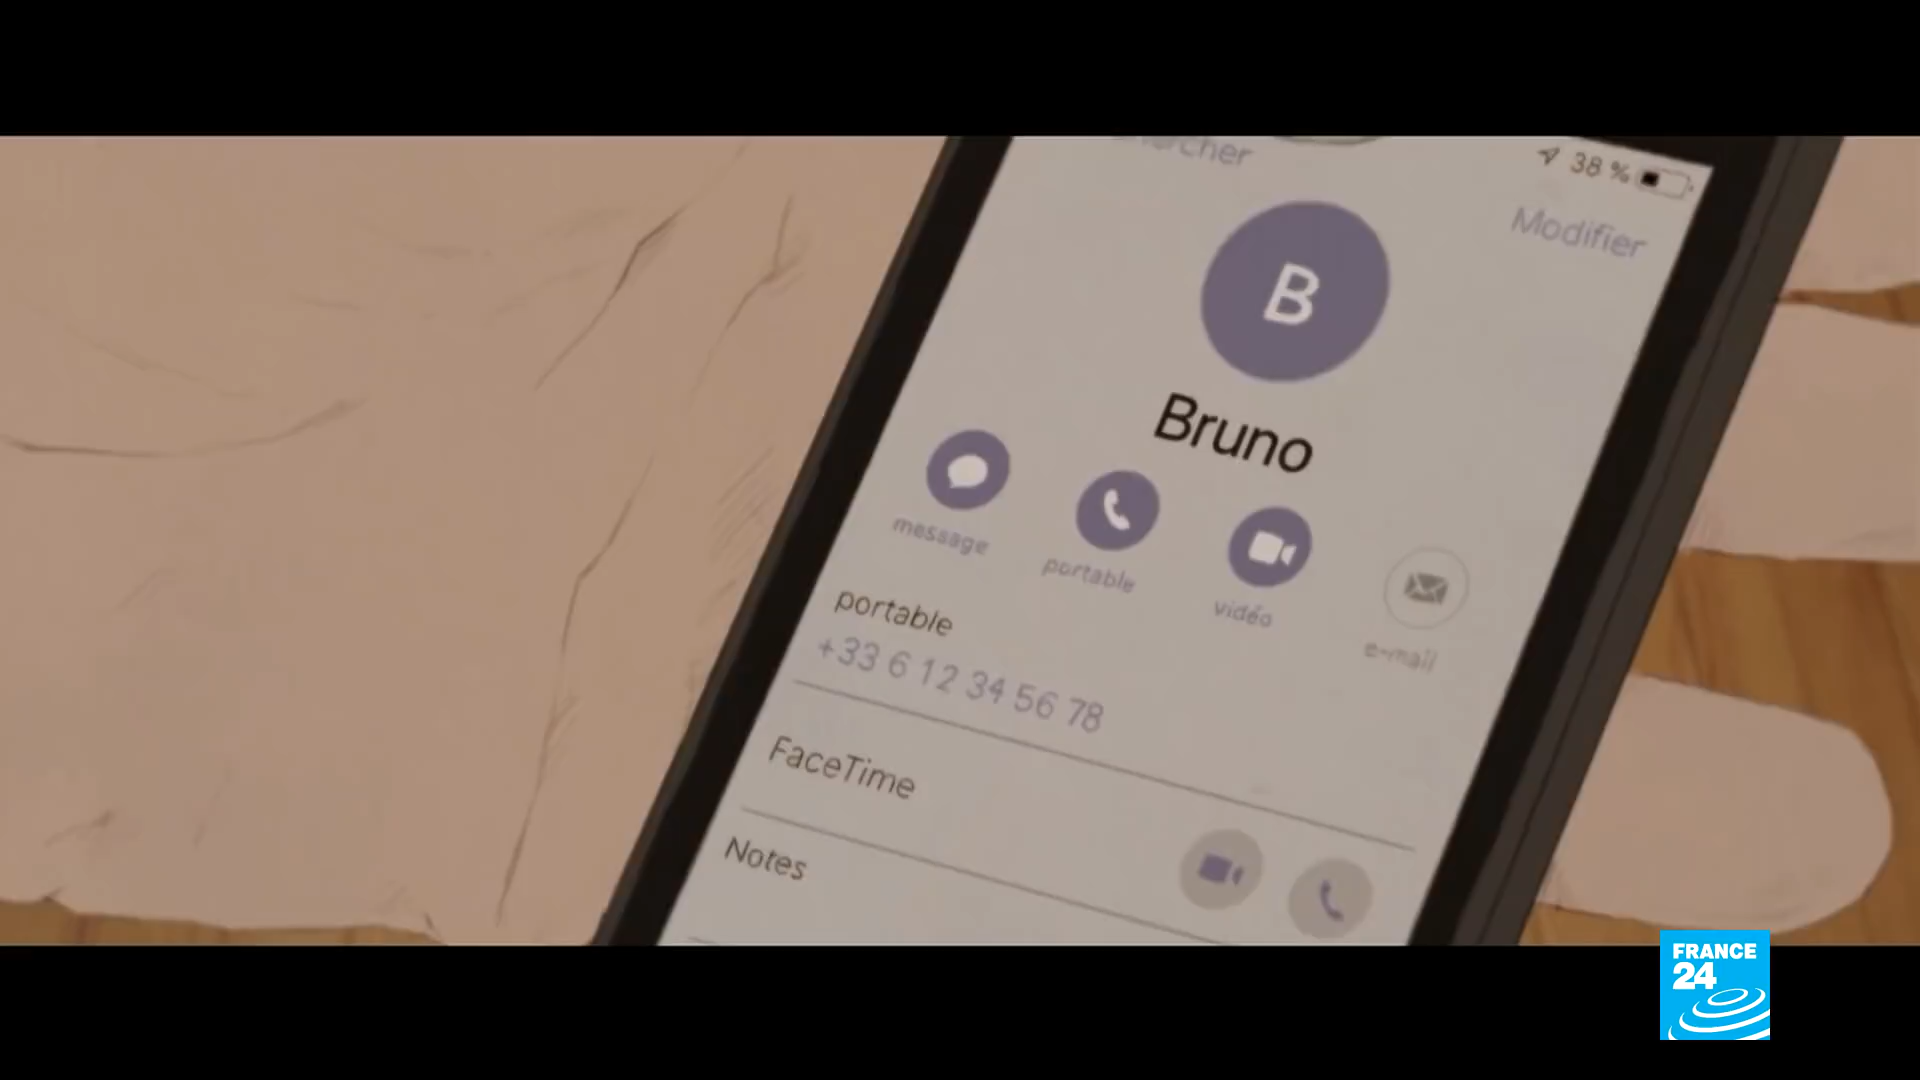 38 %
Modifier
B
Bruno
message
portable
vidéo
e-mail
portable
+33 6 12 34 56 78
FaceTime
Notes
FRANCE
24